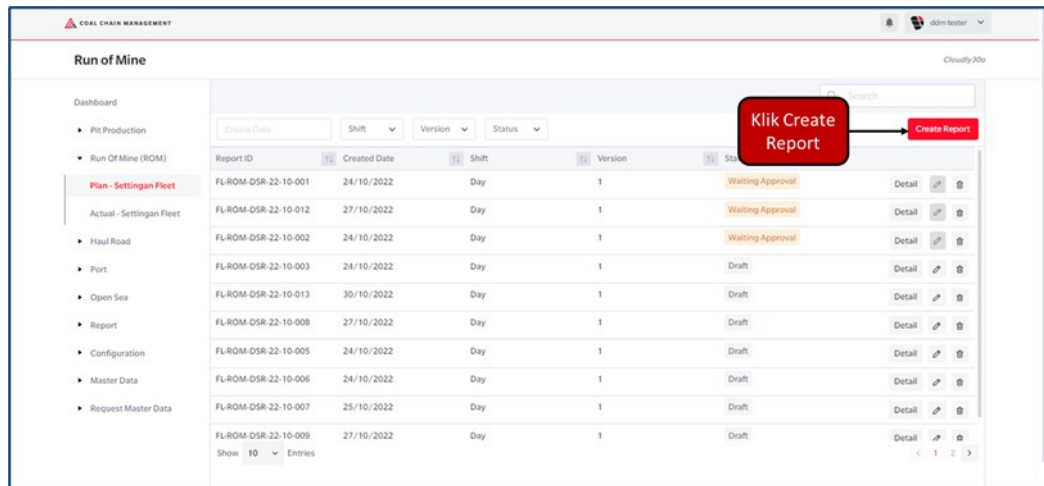 COAL CHAIN MANAGEMENT
ddm tester
Run of Mine
Cloudly30o
Dashboard
Search
Pit Production
Create Date
Shift
Version
Status
Klik Create
Report
Create Report
Run Of Mine (ROM)
Report ID Created Date Shift Version
Plan - Settingan Fleet
FL-ROM-DSR-22-10-001 24/10/2022 Day 1 Waiting Approval Detail
Actual - Settingan Fleet
FL-ROM-DSR-22-10-012 27/10/2022 Day 1 Waiting Approval Detail
Haul Road
FL-ROM-DSR-22-10-002 24/10/2022 Day 1 Waiting Approval Detail
Port
FL-ROM-DSR-22-10-003 24/10/2022 Day 1 Draft Detail
Open Sea
FL-ROM-DSR-22-10-013 30/10/2022 Day 1 Draft Detail
Report
FL-ROM-DSR-22-10-008 27/10/2022 Day 1 Draft Detail
Configuration
FL-ROM-DSR-22-10-005 24/10/2022 Day 1 Draft Detail
Master Data
FL-ROM-DSR-22-10-006 24/10/2022 Day 1 Draft Detail
Request Master Data
FL-ROM-DSR-22-10-007 25/10/2022 Day 1 Draft Detail
FL-ROM-DSR-22-10-009 27/10/2022 Day 1 Draft Detail
Show 10 Entries
< 1 2 >